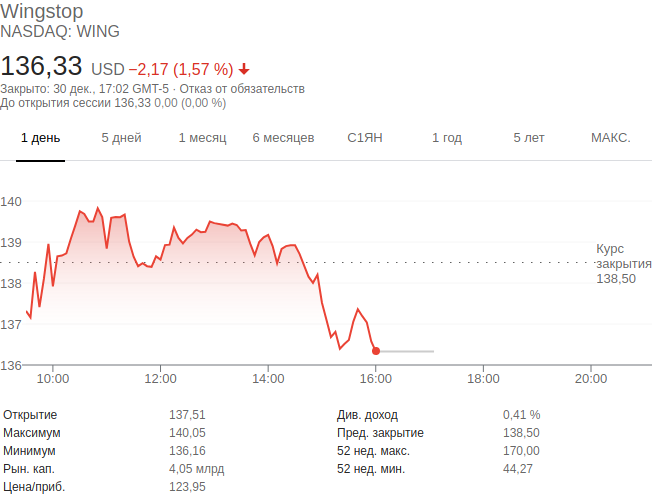 Wingstop
NASDAQ: WING
136,33 USD −2,17 (1,57 %)
Закрыто: 30 дек., 17:02 GMT-5 · Отказ от обязательств
До открытия сессии 136,33 0,00 (0,00 %)
1 день 5 дней 1 месяц 6 месяцев С1ЯН 1 год 5 лет МАКС.
140
139
138
137
136
Курс
закрытия
138,50
10:00 12:00 14:00 16:00 18:00 20:00
Открытие 137,51 Див. доход 0,41 %
Максимум 140,05 Пред. закрытие 138,50
Минимум 136,16 52 нед. макс. 170,00
Рын. кап. 4,05 млрд 52 нед. мин. 44,27
Цена/приб. 123,95